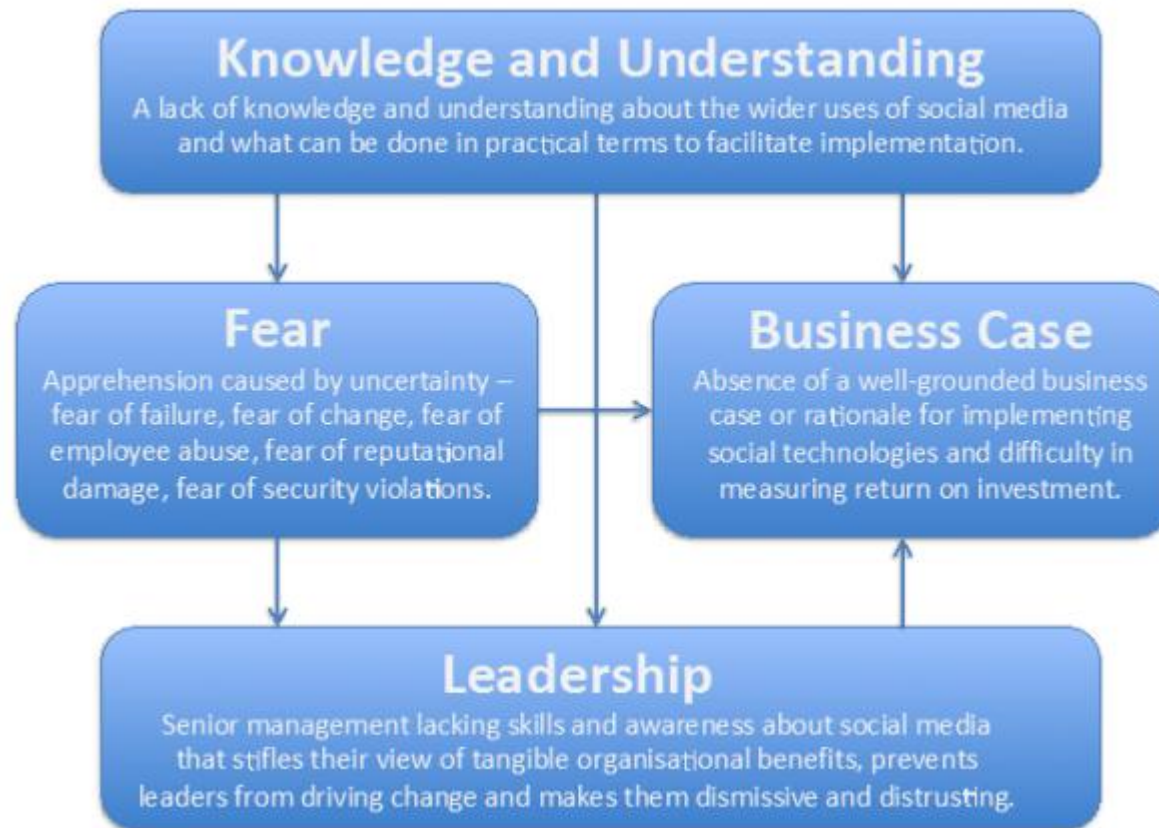 Knowledge and Understanding
A lack of knowledge and understanding about the wider uses of social media
and what can be done in practical terms to facilitate implementation.
Fear
Apprehension caused by uncertainty –
fear of failure, fear of change, fear of
employee abuse, fear of reputational
damage, fear of security violations.
Business Case
Absence of a well-grounded business
case or rationale for implementing
social technologies and difficulty in
measuring return on investment.
Leadership
Senior management lacking skills and awareness about social media
that stifles their view of tangible organisational benefits, prevents
leaders from driving change and makes them dismissive and distrusting.